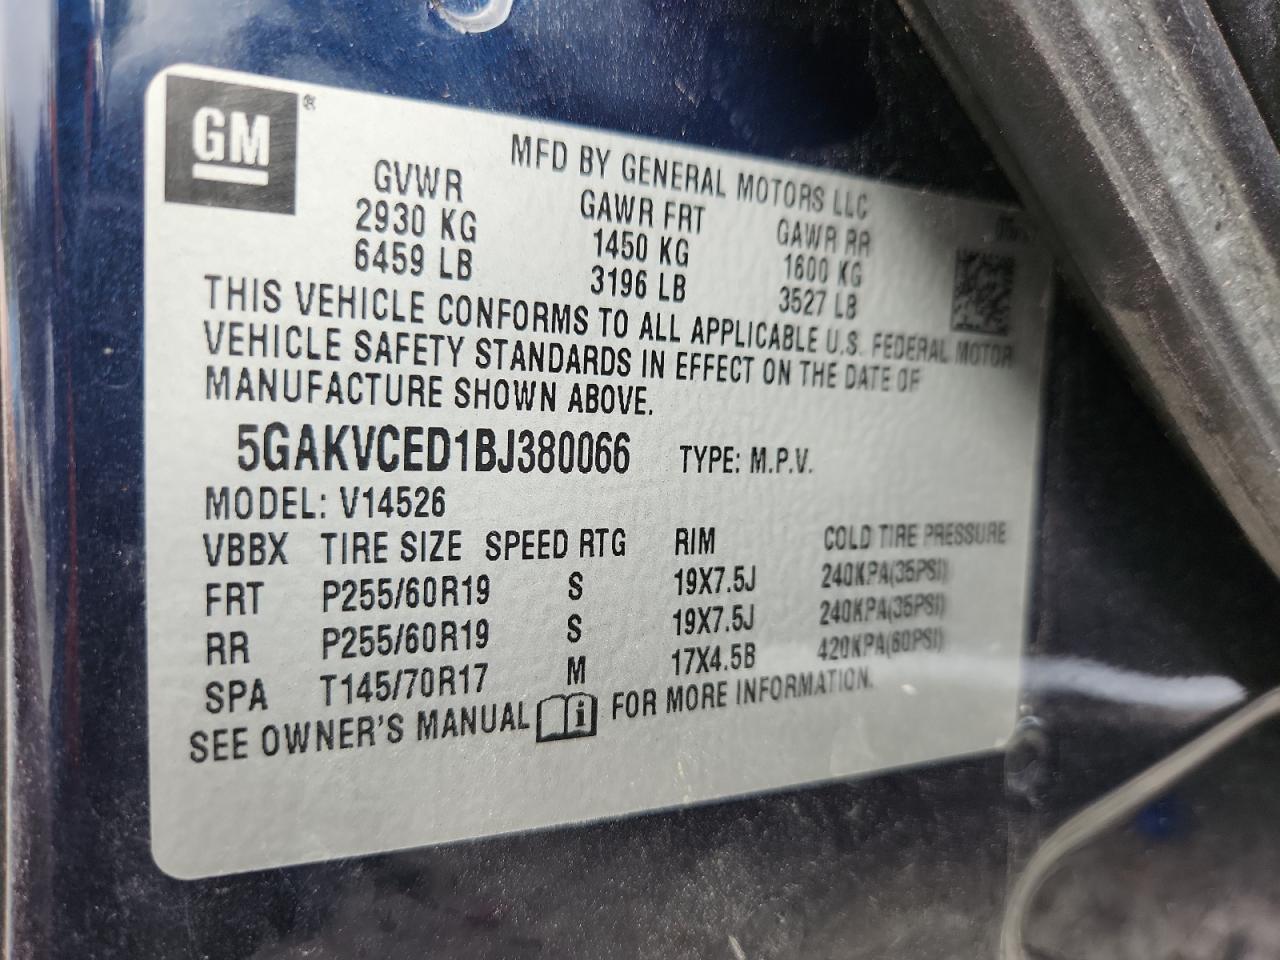 GM ®
MFD BY GENERAL MOTORS LLC
GVWR GAWR FRT GAWR RR
2930 KG 1450 KG 1600 KG
6459 LB 3196 LB 3527 LB
THIS VEHICLE CONFORMS TO ALL APPLICABLE U.S. FEDERAL MOTOR
VEHICLE SAFETY STANDARDS IN EFFECT ON THE DATE OF
MANUFACTURE SHOWN ABOVE.
5GAKVCED1BJ380066 TYPE: M.P.V.
MODEL: V14526
VBBX TIRE SIZE SPEED RTG RIM COLD TIRE PRESSURE
FRT P255/60R19 S 19X7.5J 240KPA(35PSI)
RR P255/60R19 S 19X7.5J 240KPA(35PSI)
SPA T145/70R17 M 17X4.5B 420KPA(60PSI)
SEE OWNER'S MANUAL i FOR MORE INFORMATION.